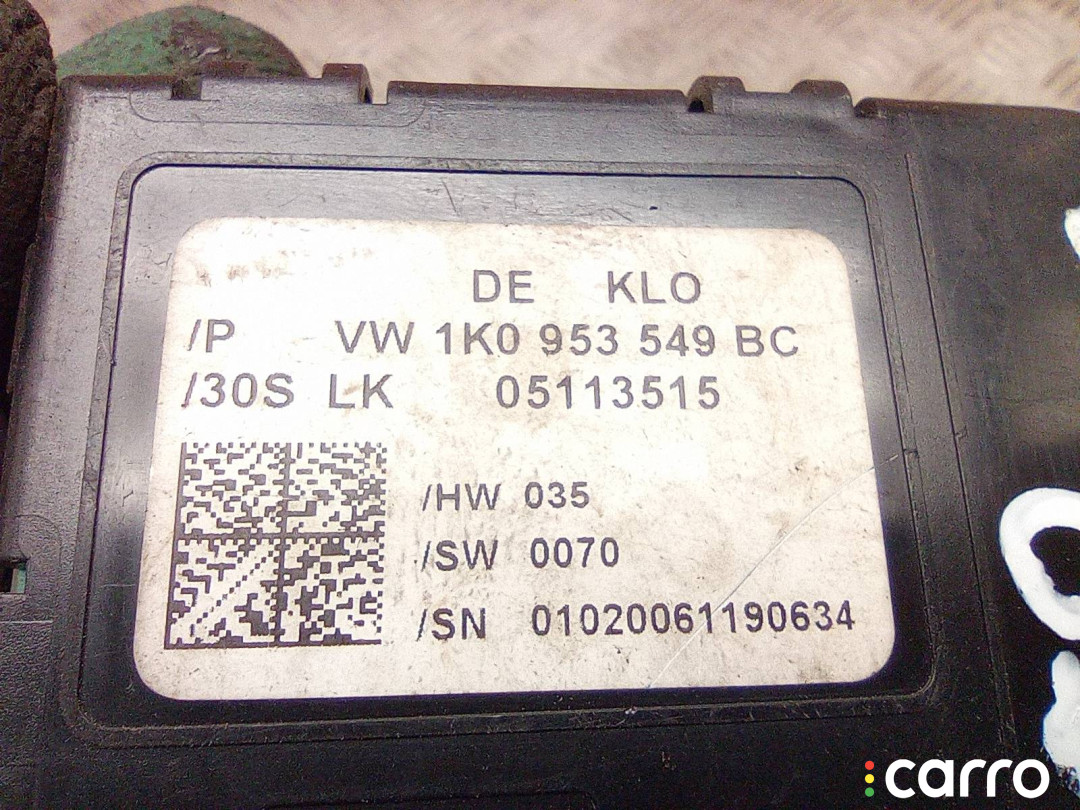 DE KLO
/P VW 1K0 953 549 BC
/30S LK 05113515
/HW 035
/SW 0070
/SN 01020061190634
carro